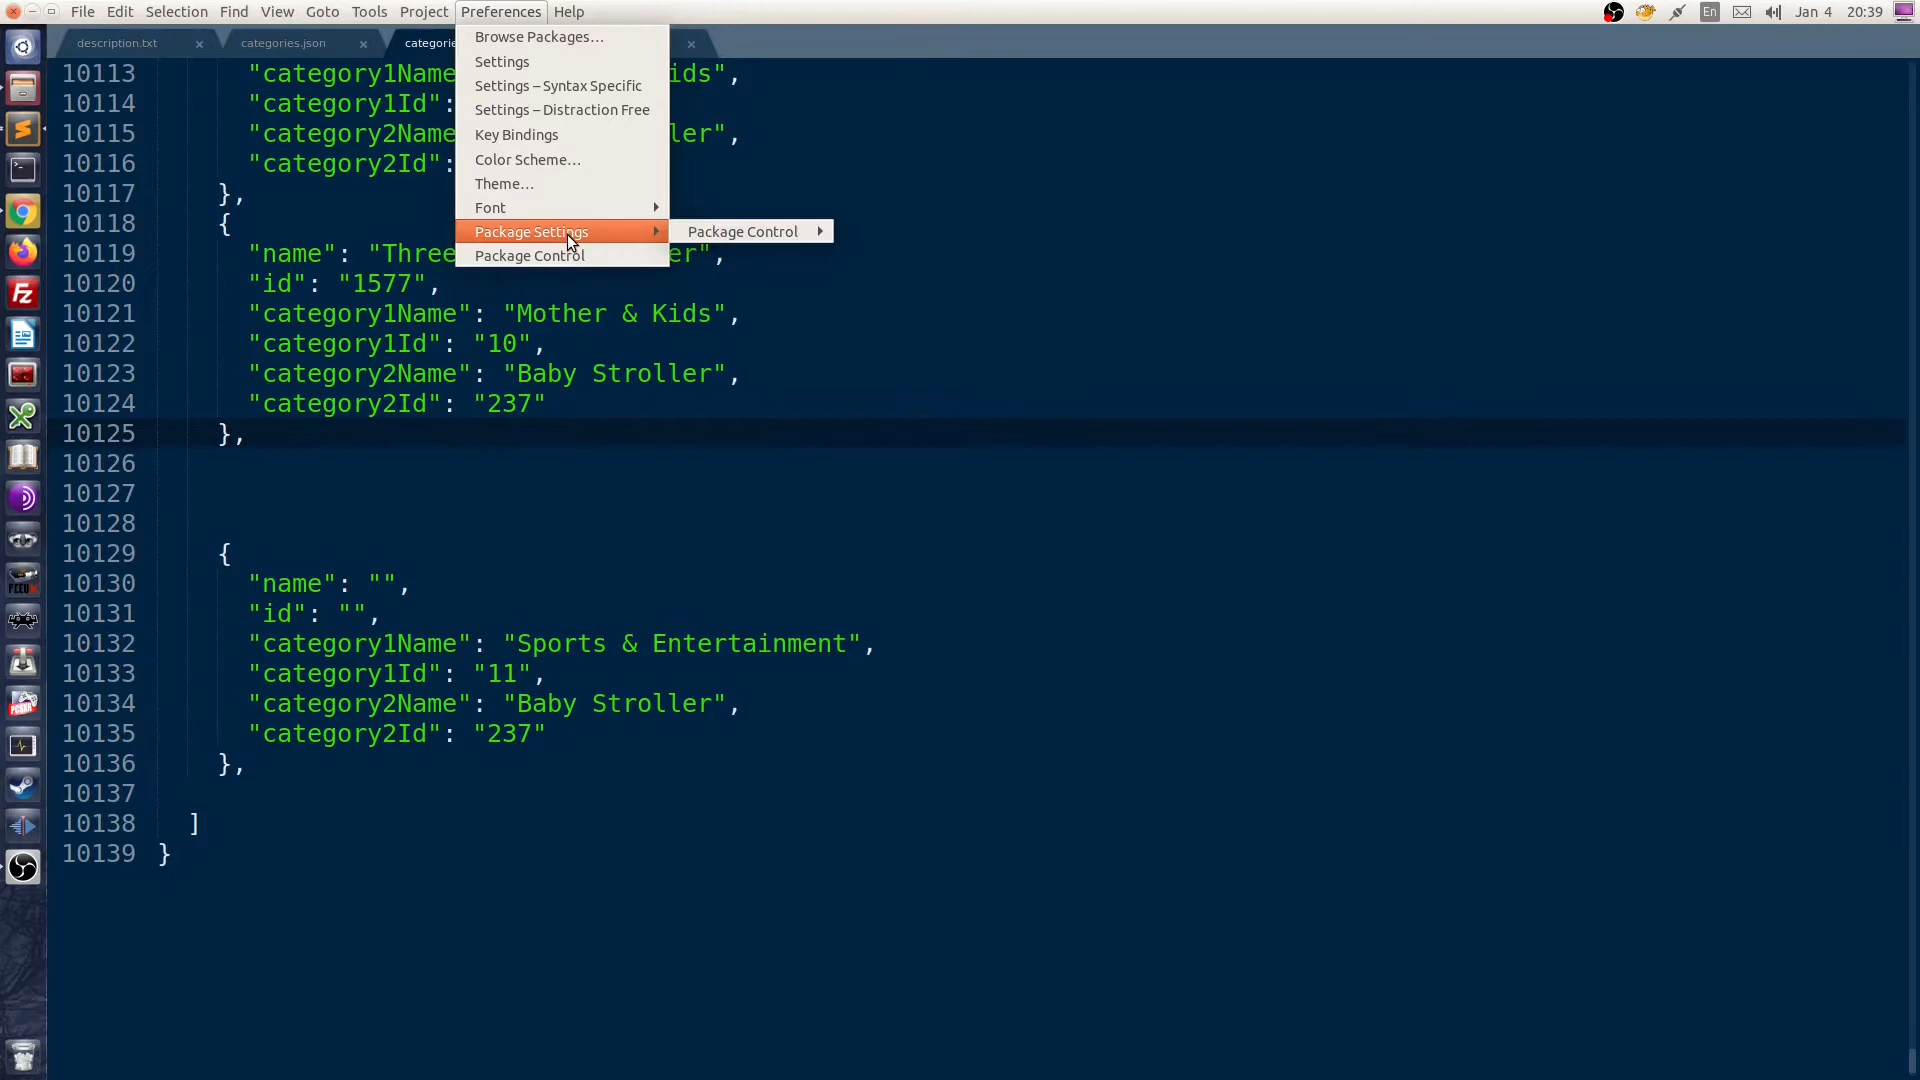 File Edit Selection Find View Goto Tools Project Preferences Help
En Jan 4 20:39
description.txt × categories.json × categorie ×
Browse Packages…
Settings
Settings – Syntax Specific
Settings – Distraction Free
Key Bindings
Color Scheme…
Theme…
Font
Package Settings
Package Control
Package Control
10113 "category1Name ids",
10114 "category1Id":
10115 "category2Name ler",
10116 "category2Id":
10117 },
10118 {
10119 "name": "Three er",
10120 "id": "1577",
10121 "category1Name": "Mother & Kids",
10122 "category1Id": "10",
10123 "category2Name": "Baby Stroller",
10124 "category2Id": "237"
10125 },
10126
10127
10128
10129 {
10130 "name": "",
10131 "id": "",
10132 "category1Name": "Sports & Entertainment",
10133 "category1Id": "11",
10134 "category2Name": "Baby Stroller",
10135 "category2Id": "237"
10136 },
10137
10138 ]
10139 }
Fz